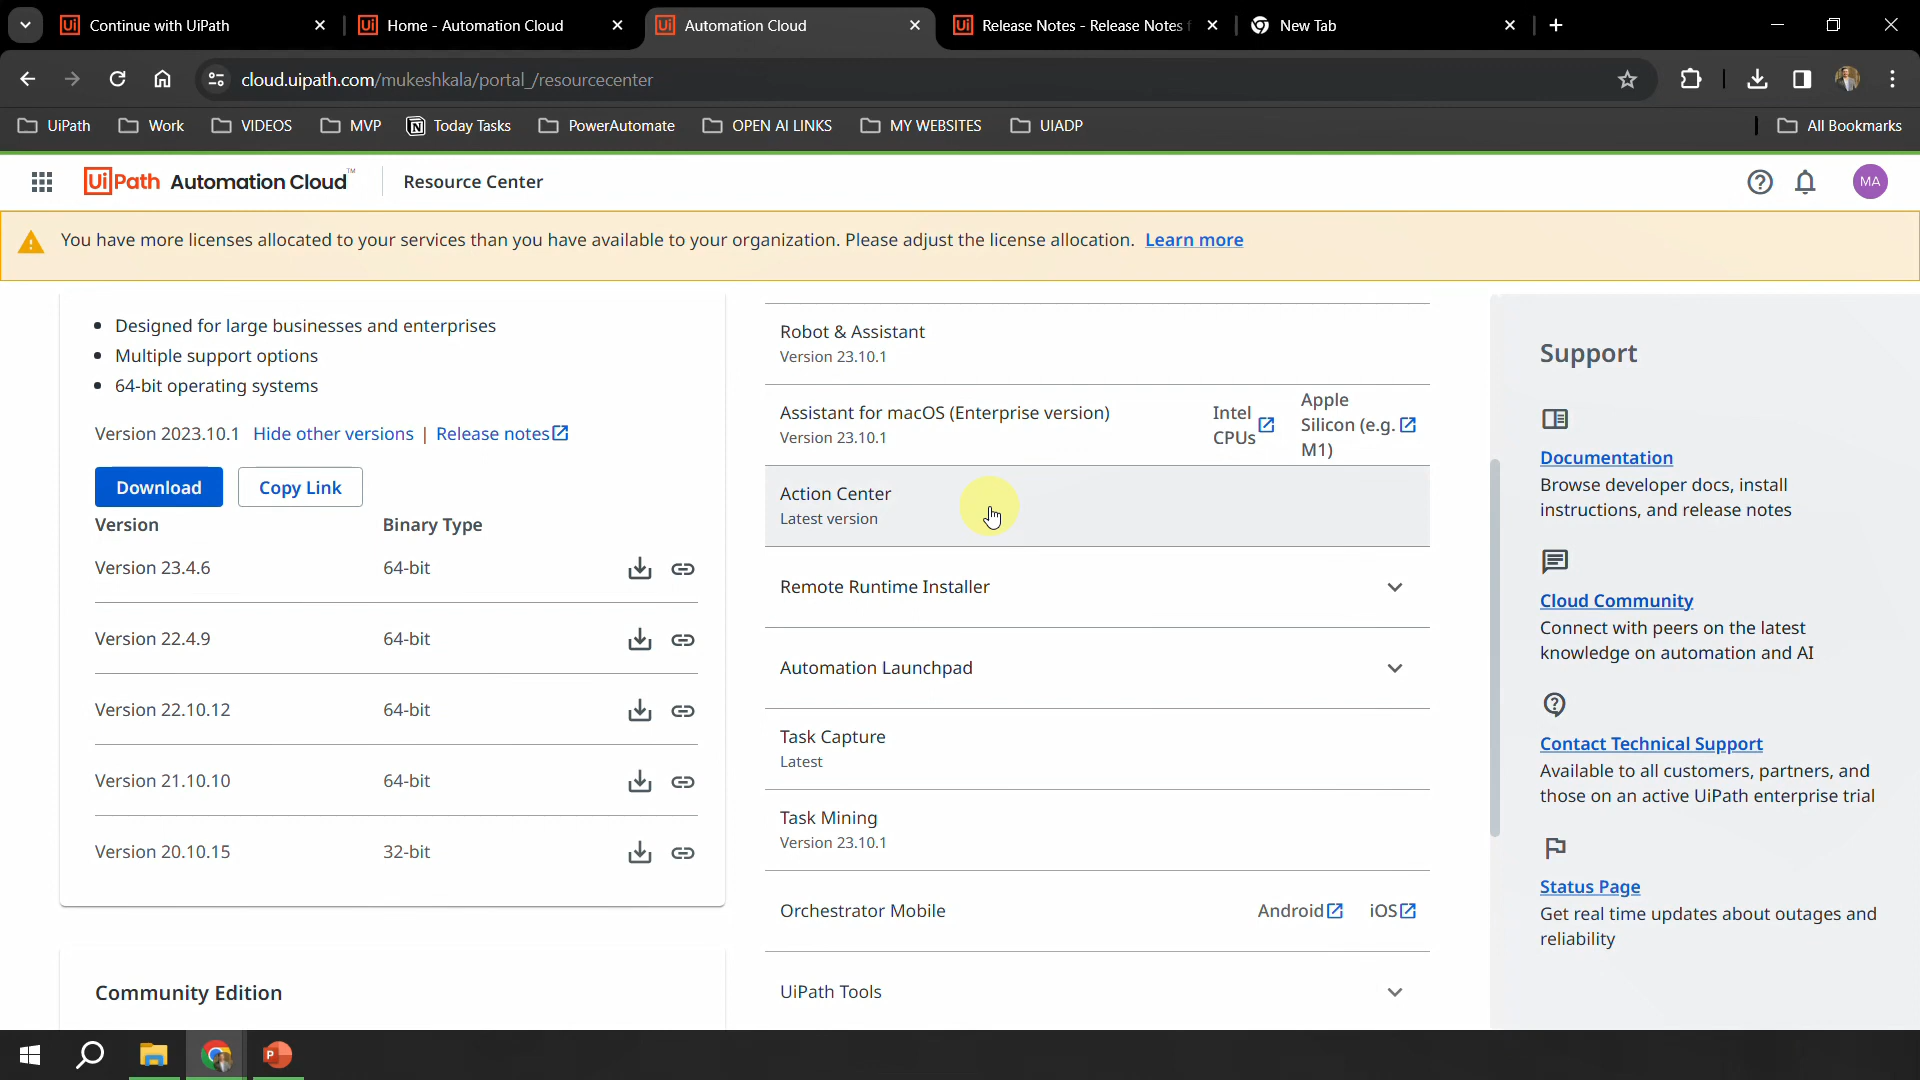 Continue with UiPath
Home - Automation Cloud
Automation Cloud
Release Notes - Release Notes
New Tab
cloud.uipath.com/mukeshkala/portal_/resourcecenter
UiPath
Work
VIDEOS
MVP
Today Tasks
PowerAutomate
OPEN AI LINKS
MY WEBSITES
UIADP
All Bookmarks
UiPath Automation Cloud™
Resource Center
MA
You have more licenses allocated to your services than you have available to your organization. Please adjust the license allocation. Learn more
Designed for large businesses and enterprises
Multiple support options
64-bit operating systems
Version 2023.10.1 Hide other versions | Release notes
Download
Copy Link
Version Binary Type
Version 23.4.6 64-bit
Version 22.4.9 64-bit
Version 22.10.12 64-bit
Version 21.10.10 64-bit
Version 20.10.15 32-bit
Community Edition
Robot & Assistant
Version 23.10.1
Assistant for macOS (Enterprise version)
Version 23.10.1
Intel
CPUs
Apple
Silicon (e.g.
M1)
Action Center
Latest version
Remote Runtime Installer
Automation Launchpad
Task Capture
Latest
Task Mining
Version 23.10.1
Orchestrator Mobile
Android
iOS
UiPath Tools
Support
Documentation
Browse developer docs, install
instructions, and release notes
Cloud Community
Connect with peers on the latest
knowledge on automation and AI
Contact Technical Support
Available to all customers, partners, and
those on an active UiPath enterprise trial
Status Page
Get real time updates about outages and
reliability